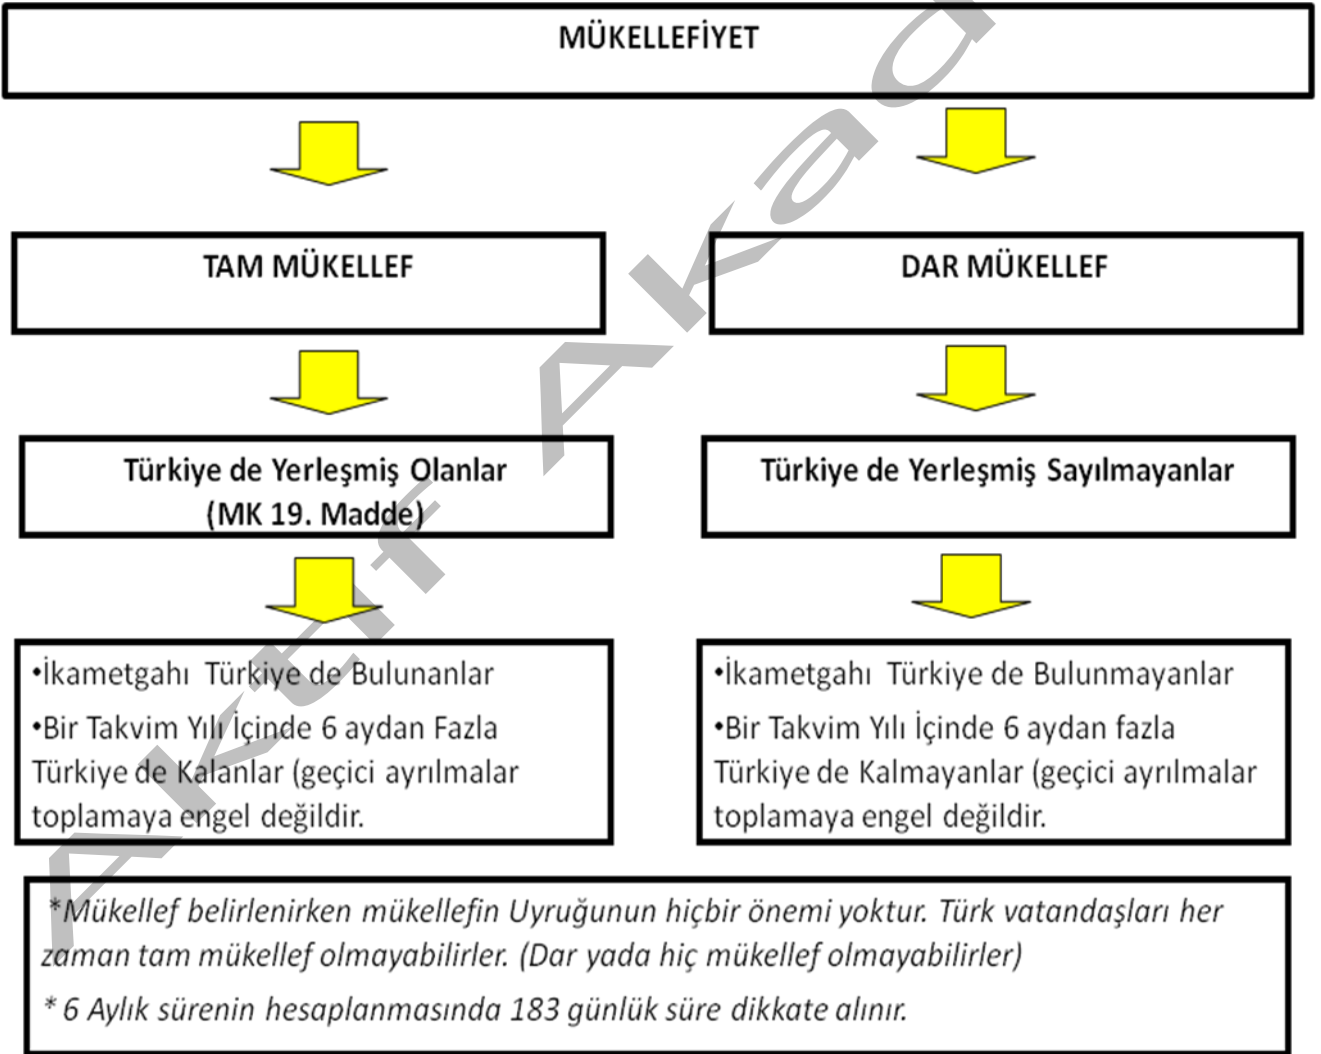 MÜKELLEFİYET
TAM MÜKELLEF
DAR MÜKELLEF
Türkiye de Yerleşmiş Olanlar
(MK 19. Madde)
Türkiye de Yerleşmiş Sayılmayanlar
•İkametgahı Türkiye de Bulunanlar
•Bir Takvim Yılı İçinde 6 aydan Fazla
Türkiye de Kalanlar (geçici ayrılmalar
toplamaya engel değildir.
•İkametgahı Türkiye de Bulunmayanlar
•Bir Takvim Yılı İçinde 6 aydan fazla
Türkiye de Kalmayanlar (geçici ayrılmalar
toplamaya engel değildir.
*Mükellef belirlenirken mükellefin Uyruğunun hiçbir önemi yoktur. Türk vatandaşları her
zaman tam mükellef olmayabilirler. (Dar yada hiç mükellef olmayabilirler)
* 6 Aylık sürenin hesaplanmasında 183 günlük süre dikkate alınır.
Aktif Akad